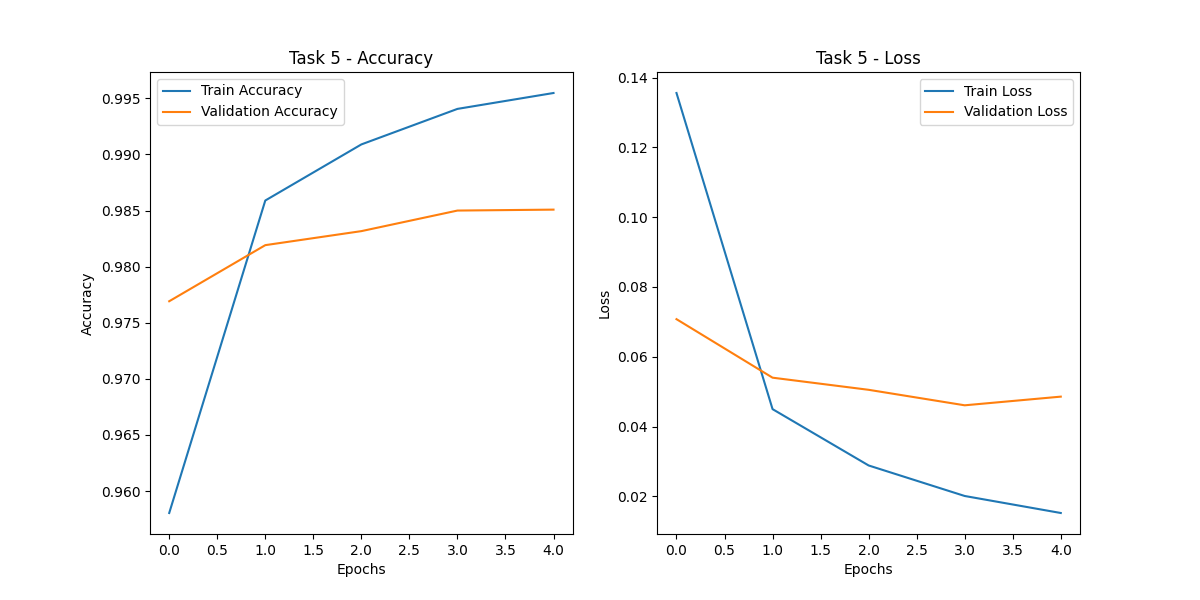 Task 5 - Accuracy
Train Accuracy
Validation Accuracy
0.995
0.990
0.985
0.980
0.975
0.970
0.965
0.960
Accuracy
0.0 0.5 1.0 1.5 2.0 2.5 3.0 3.5 4.0
Epochs
Task 5 - Loss
Train Loss
Validation Loss
0.14
0.12
0.10
0.08
0.06
0.04
0.02
Loss
0.0 0.5 1.0 1.5 2.0 2.5 3.0 3.5 4.0
Epochs